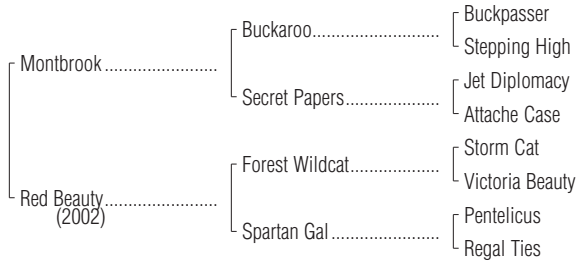 Buckpasser
Buckaroo
Stepping High
Montbrook
Jet Diplomacy
Secret Papers
Attache Case
Storm Cat
Forest Wildcat
Victoria Beauty
Red Beauty
(2002)
Pentelicus
Spartan Gal
Regal Ties